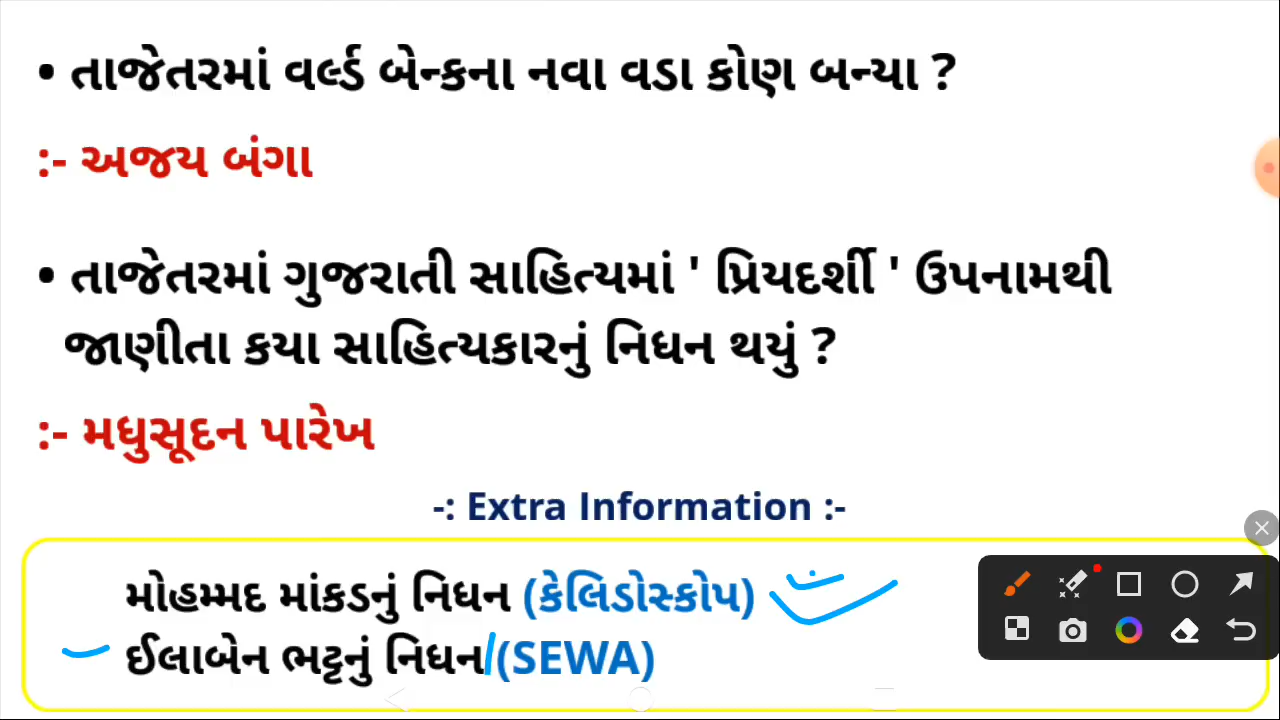 • તાજેતરમાં વર્લ્ડ બેન્કના નવા વડા કોણ બન્યા ?
:- અજય બંગા
• તાજેતરમાં ગુજરાતી સાહિત્યમાં ' પ્રિયદર્શી ' ઉપનામથી
જાણીતા કયા સાહિત્યકારનું નિધન થયું ?
:- મધુસૂદન પારેખ
-: Extra Information :-
મોહમ્મદ માંકડનું નિધન (કેલિડોસ્કોપ)
ઈલાબેન ભટ્ટનું નિધન (SEWA)